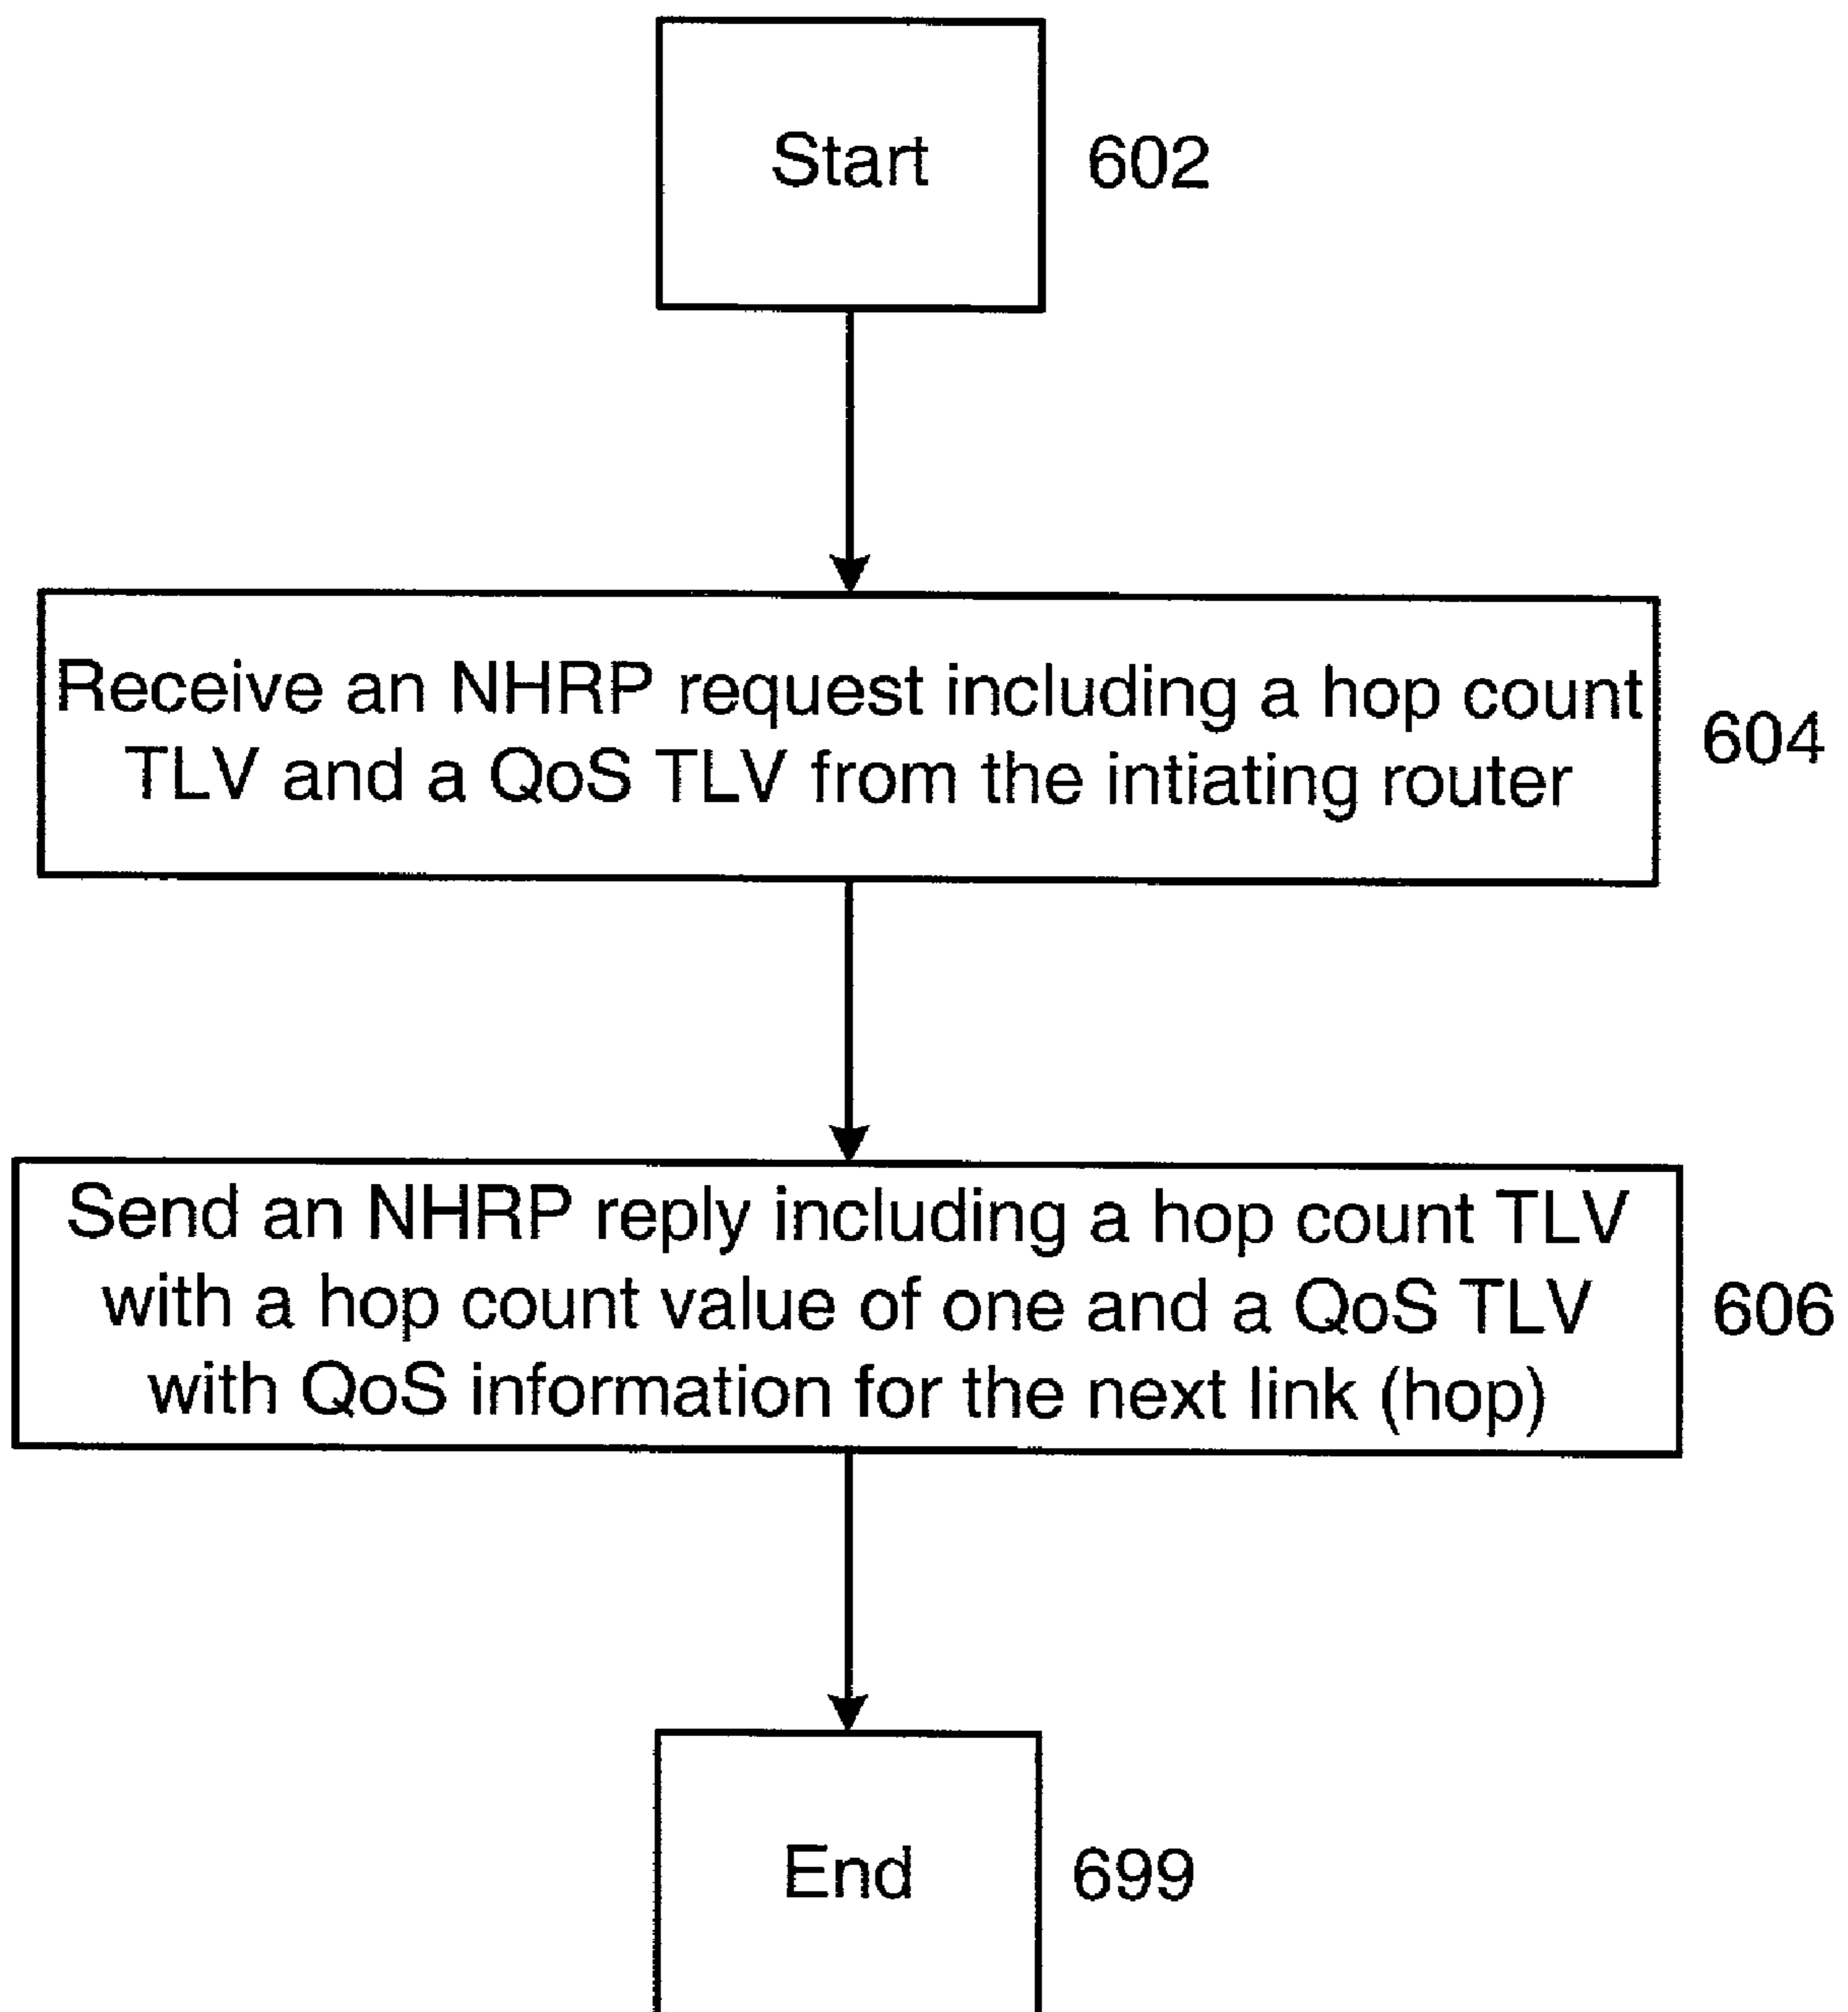 Start
602
Receive an NHRP request including a hop count
TLV and a QoS TLV from the intiating router
604
Send an NHRP reply including a hop count TLV
with a hop count value of one and a QoS TLV
with QoS information for the next link (hop)
606
End
699